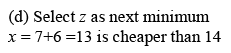 (d) Select z as next minimum
x = 7+6 =13 is cheaper than 14